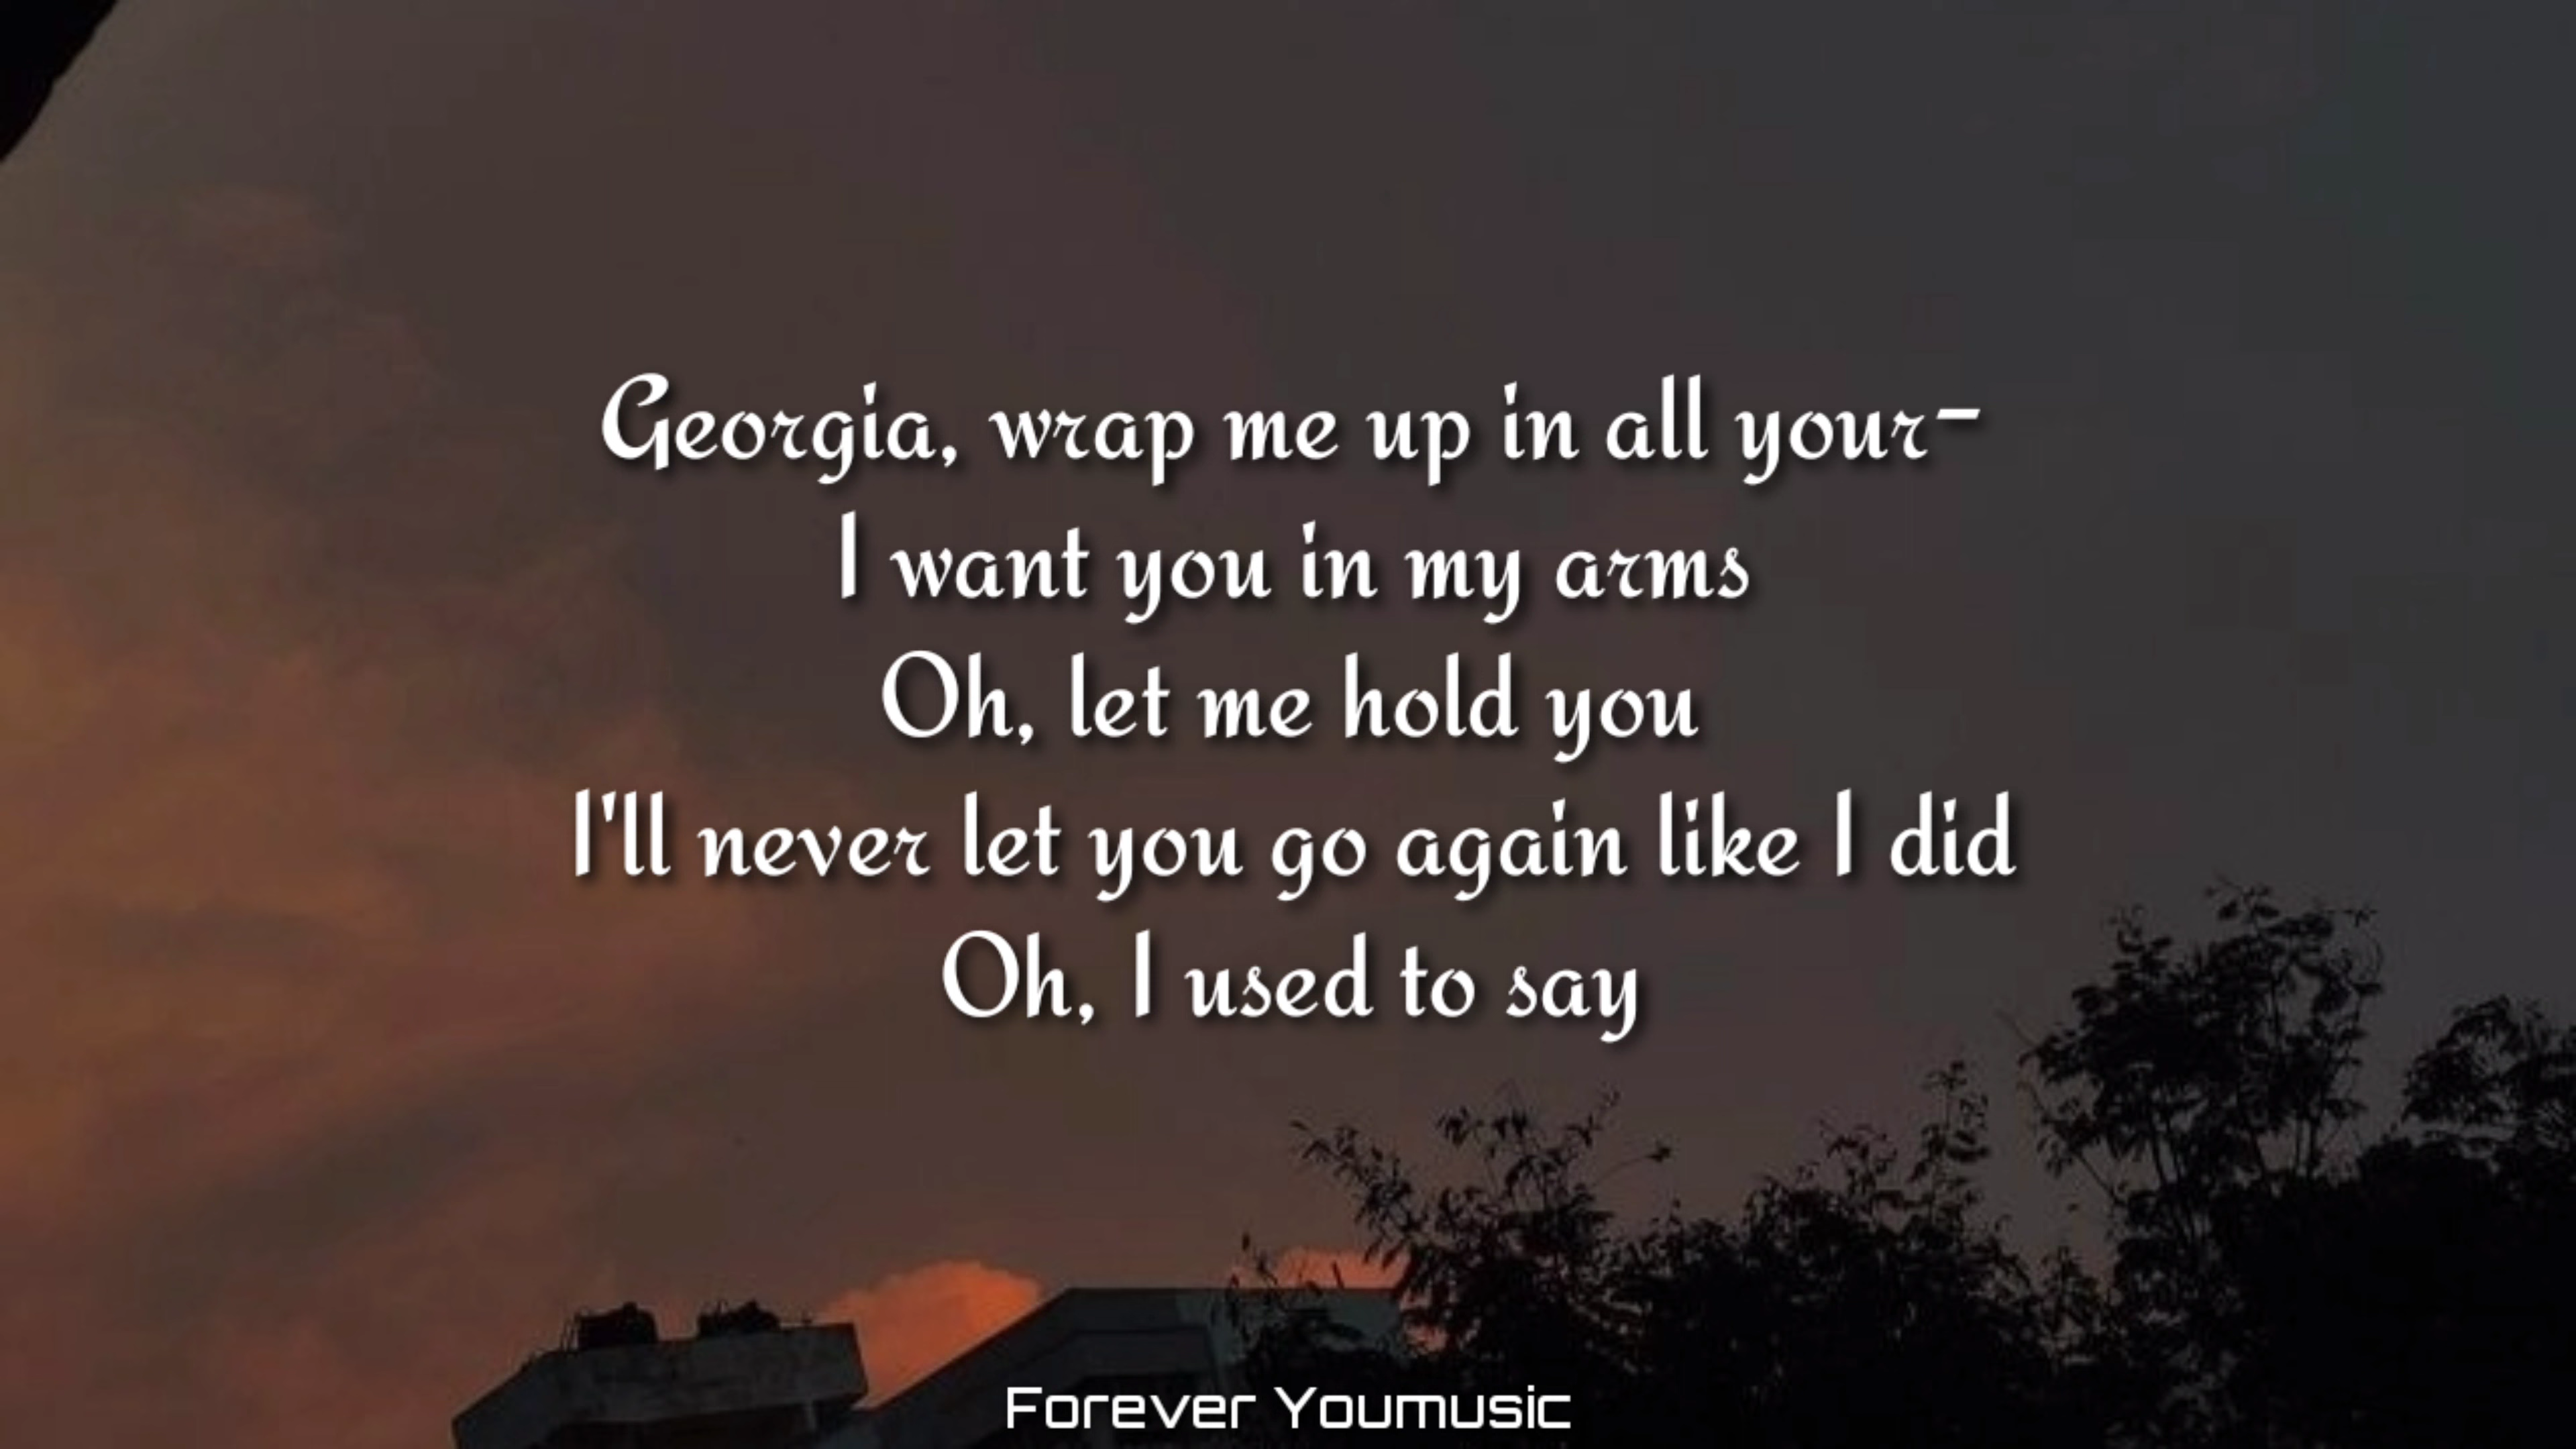 Georgia, wrap me up in all your-
I want you in my arms
Oh, let me hold you
I'll never let you go again like I did
Oh, I used to say
Forever Youmusic